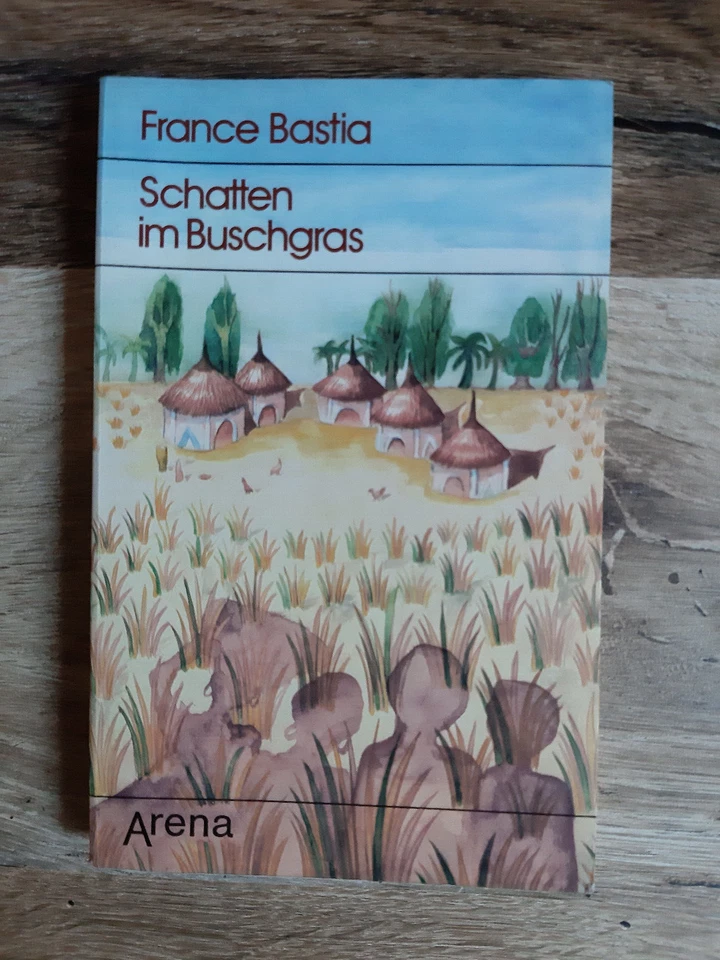 France Bastia
Schatten
im Buschgras
Arena